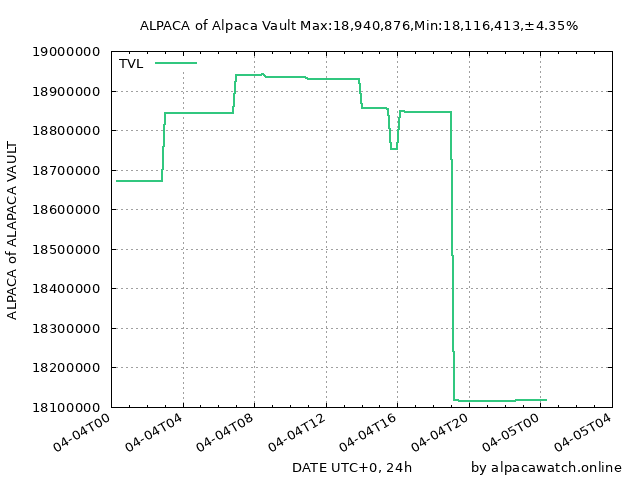 ALPACA of Alpaca Vault Max:18,940,876,Min:18,116,413,±4.35%
19000000
TVL
18900000
18800000
18700000
18600000
18500000
18400000
18300000
18200000
18100000
ALPACA of ALAPACA VAULT
04-04T00
04-04T04
04-04T08
04-04T12
04-04T16
04-04T20
04-05T00
04-05T04
DATE UTC+0, 24h
by alpacawatch.online